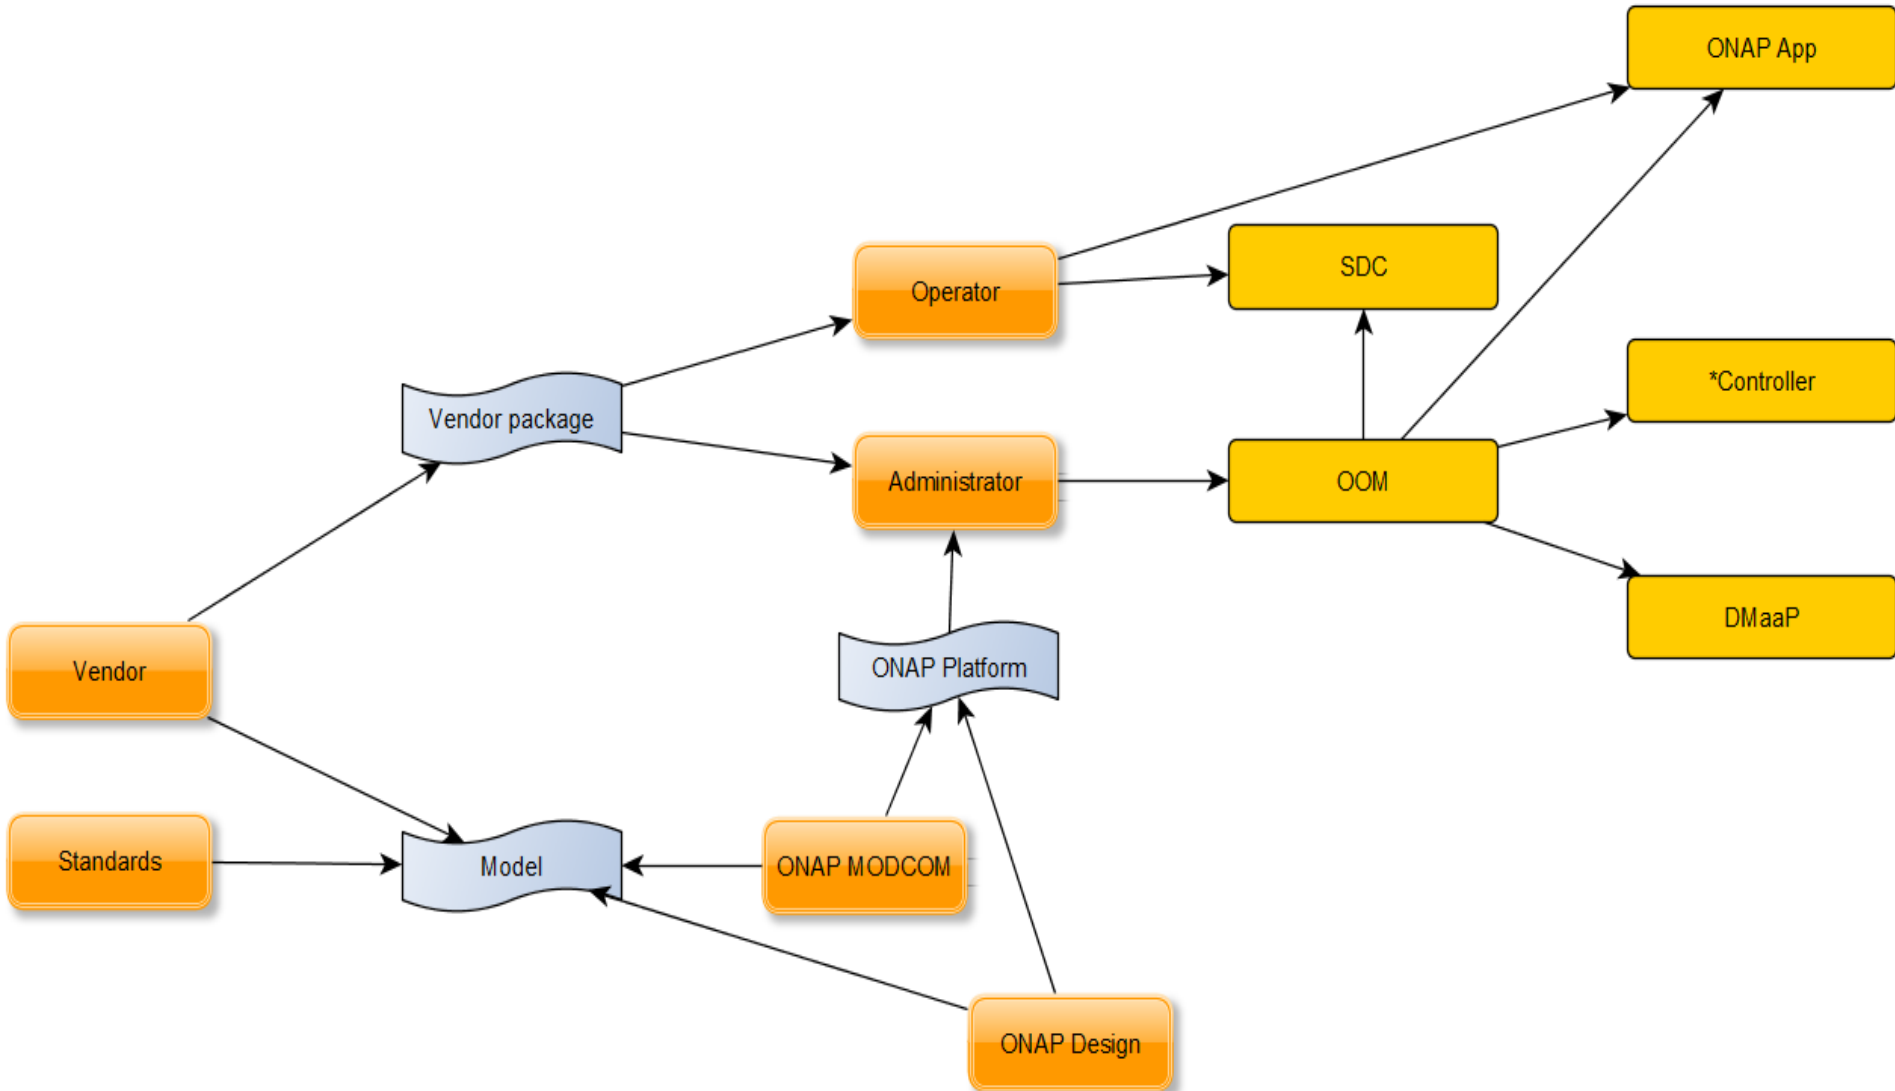 ONAP App
SDC
Operator
*Controller
Vendor package
Administrator
OOM
DMaaP
Vendor
ONAP Platform
Standards
Model
ONAP MODCOM
ONAP Design